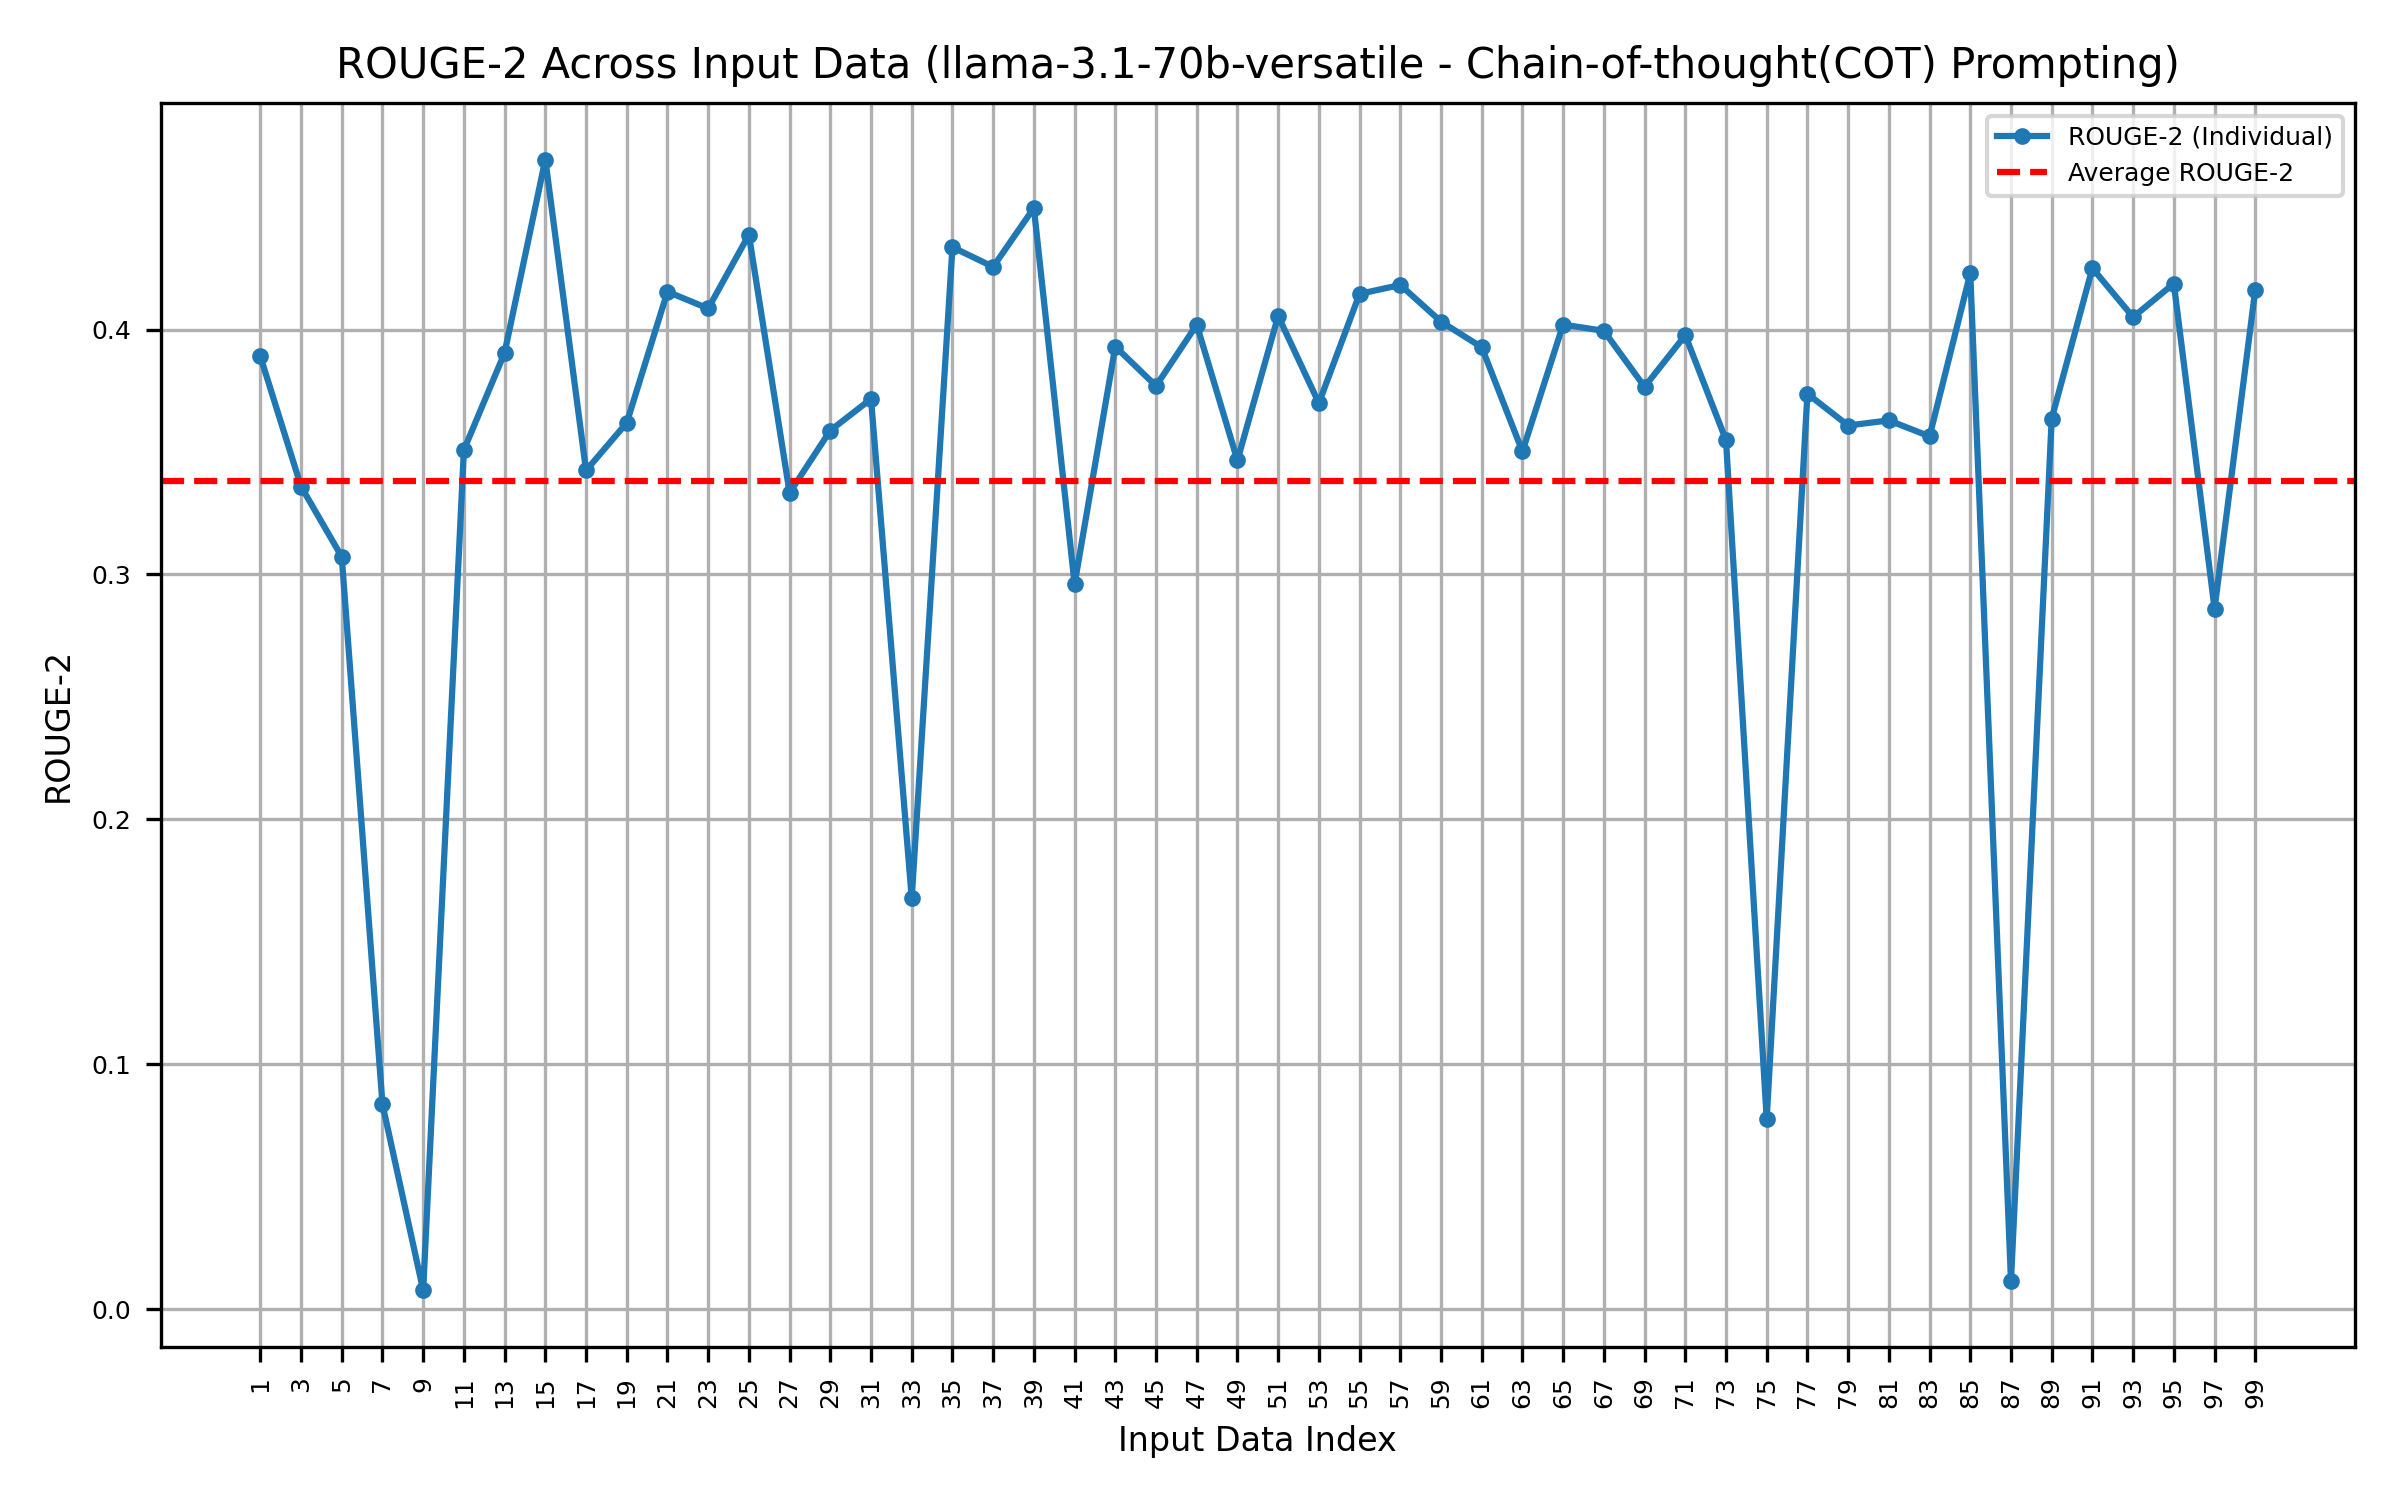 ROUGE-2 Across Input Data (llama-3.1-70b-versatile - Chain-of-thought(COT) Prompting)
ROUGE-2 (Individual)
Average ROUGE-2
ROUGE-2
0.4
0.3
0.2
0.1
0.0
1 3 5 7 9 11 13 15 17 19 21 23 25 27 29 31 33 35 37 39 41 43 45 47 49 51 53 55 57 59 61 63 65 67 69 71 73 75 77 79 81 83 85 87 89 91 93 95 97 99
Input Data Index